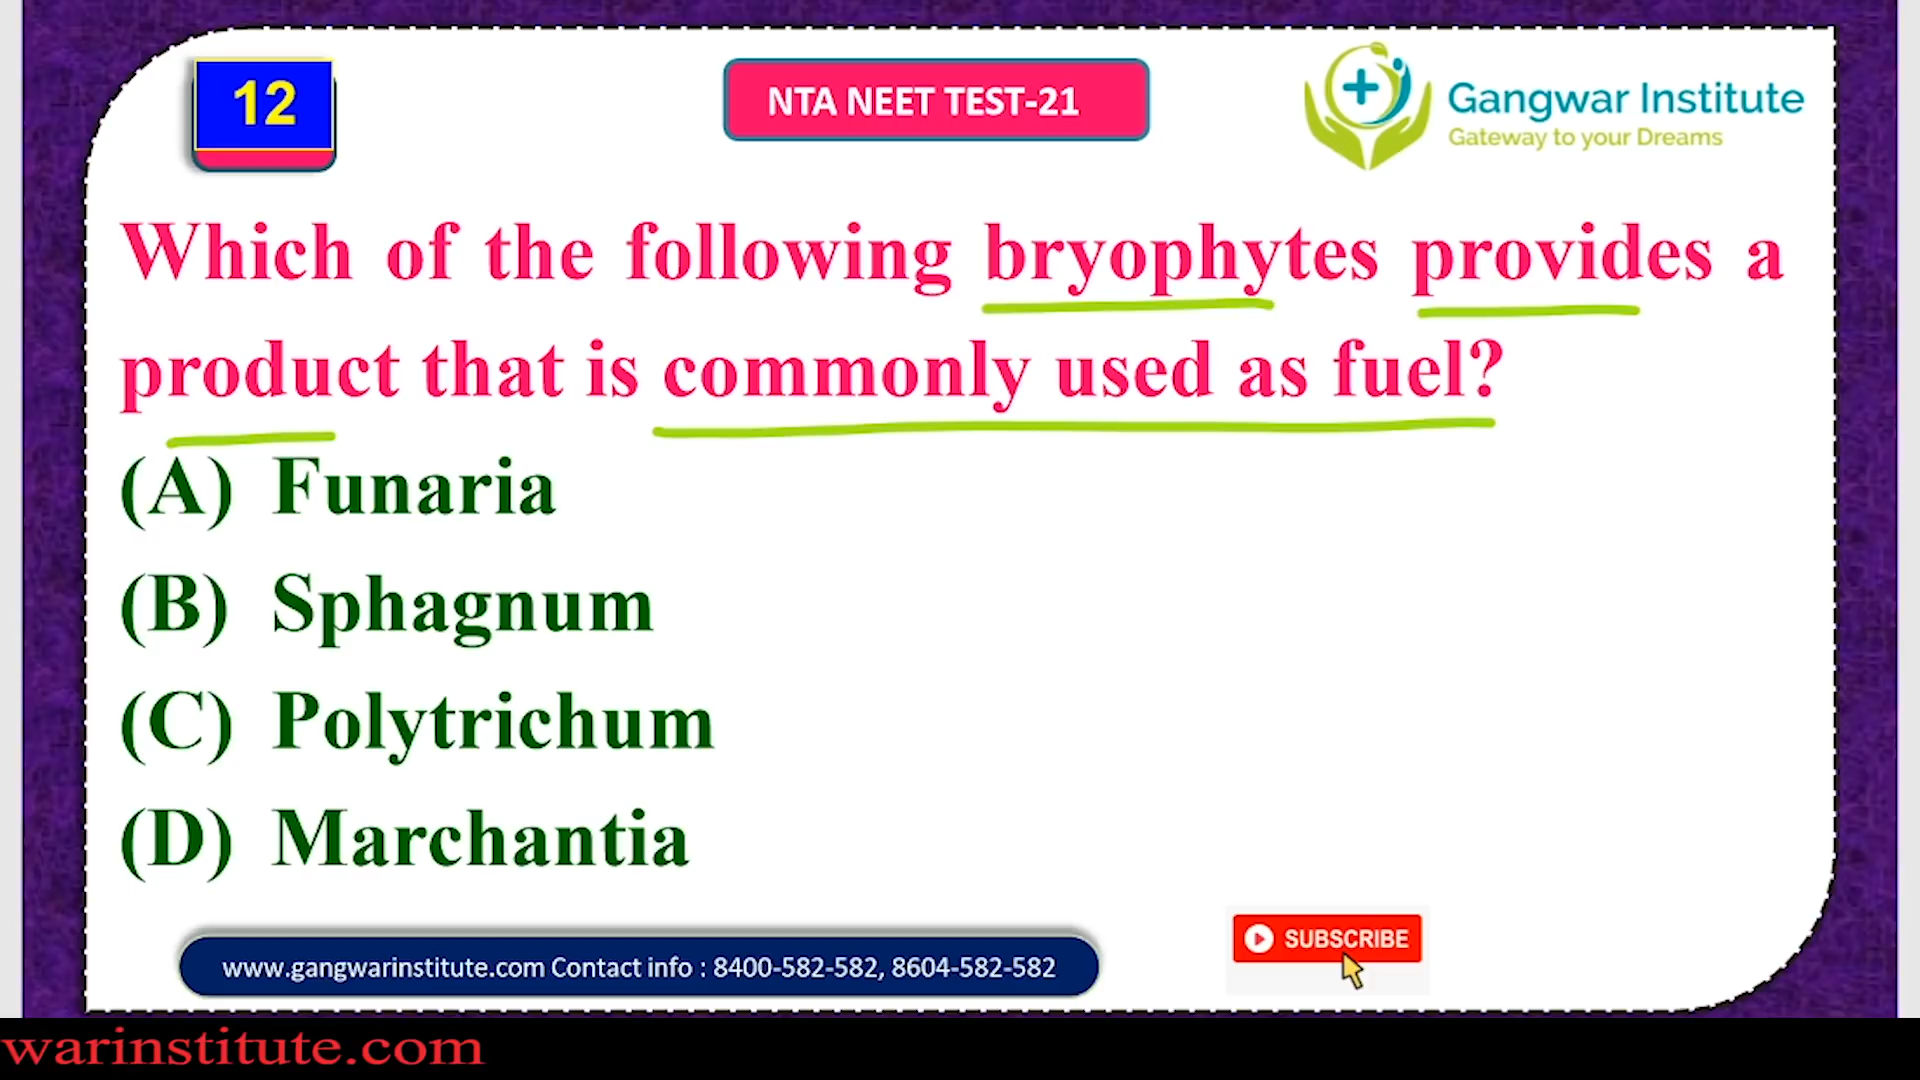 12
NTA NEET TEST-21
Gangwar Institute
Gateway to your Dreams
Which of the following bryophytes provides a
product that is commonly used as fuel?
(A) Funaria
(B) Sphagnum
(C) Polytrichum
(D) Marchantia
www.gangwarinstitute.com Contact info : 8400-582-582, 8604-582-582
SUBSCRIBE
warinstitute.com